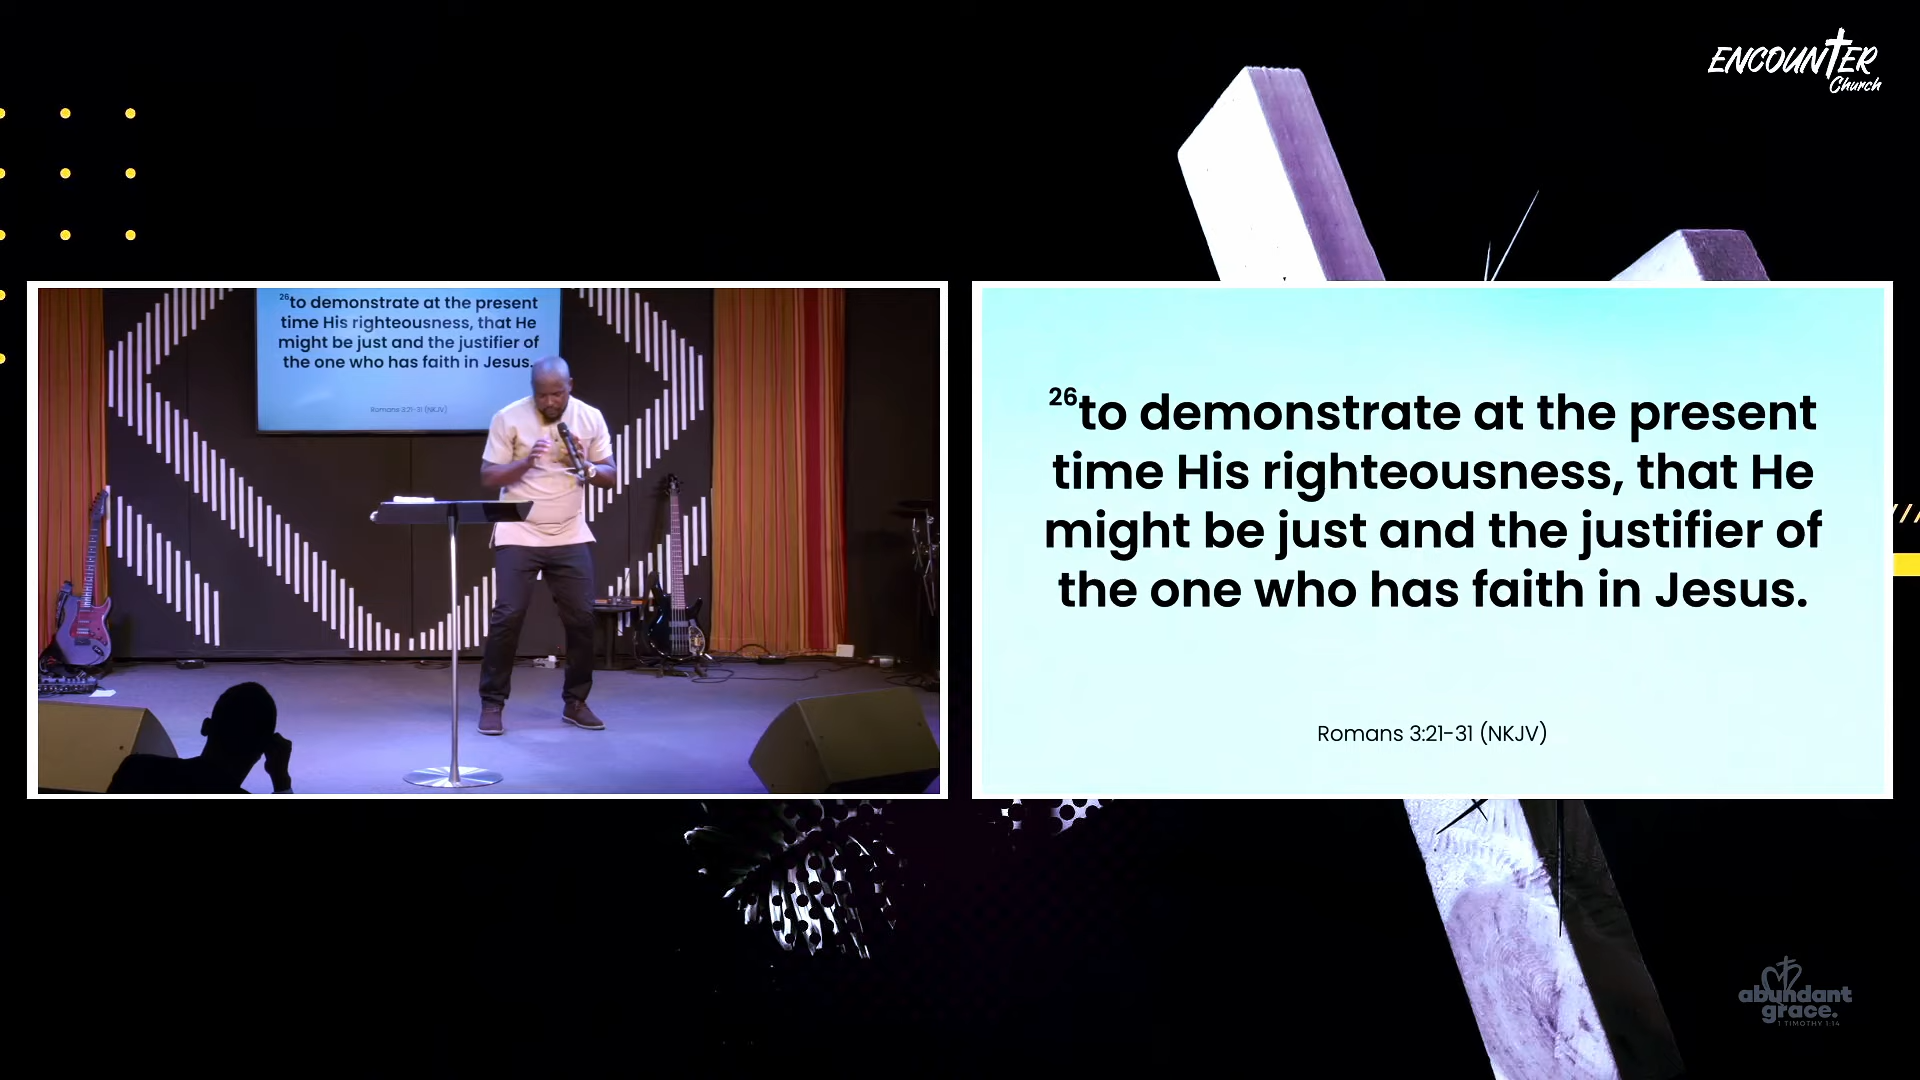 ENCOUNTER
Church
26to demonstrate at the present
time His righteousness, that He
might be just and the justifier of
the one who has faith in Jesus.
Romans 3:21-31 (NKJV)
26to demonstrate at the present
time His righteousness, that He
might be just and the justifier of
the one who has faith in Jesus.
Romans 3:21-31 (NKJV)
abundant
grace.
1 TIMOTHY 1:14